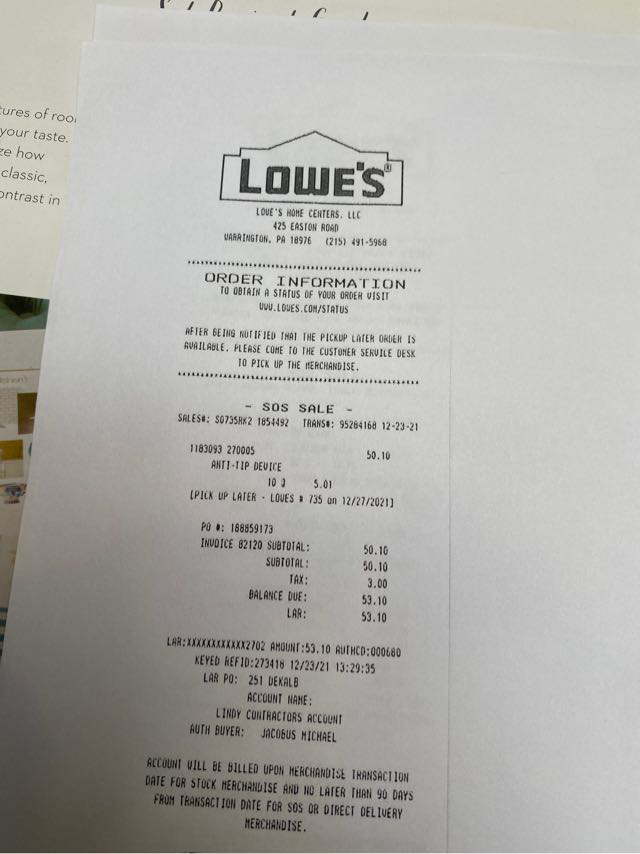 tures of roo
your taste.
ze how
classic,
ontrast in
LOWE'S®
LOWE'S HOME CENTERS, LLC
425 EASTON ROAD
WARRINGTON, PA 18976 (215) 491-5968
ORDER INFORMATION
TO OBTAIN A STATUS OF YOUR ORDER VISIT
WWW.LOWES.COM/STATUS
AFTER BEING NOTIFIED THAT THE PICKUP LATER ORDER IS
AVAILABLE, PLEASE COME TO THE CUSTOMER SERVICE DESK
TO PICK UP THE MERCHANDISE.
- SOS SALE -
SALES#: S0735RK2 1854492 TRANS#: 95284168 12-23-21
1183093 270005 50.10
ANTI-TIP DEVICE
10 @ 5.01
[PICK UP LATER - LOWES # 735 on 12/27/2021]
PO #: 188859173
INVOICE 82120 SUBTOTAL: 50.10
SUBTOTAL: 50.10
TAX: 3.00
BALANCE DUE: 53.10
LAR: 53.10
LAR:XXXXXXXXXXXX2702 AMOUNT:53.10 AUTHCD:000680
KEYED REFID:273418 12/23/21 13:29:35
LAR PO: 251 DEKALB
ACCOUNT NAME:
LINDY CONTRACTORS ACCOUNT
AUTH BUYER: JACOBUS MICHAEL
ACCOUNT WILL BE BILLED UPON MERCHANDISE TRANSACTION
DATE FOR STOCK MERCHANDISE AND NO LATER THAN 90 DAYS
FROM TRANSACTION DATE FOR SOS OR DIRECT DELIVERY
MERCHANDISE.